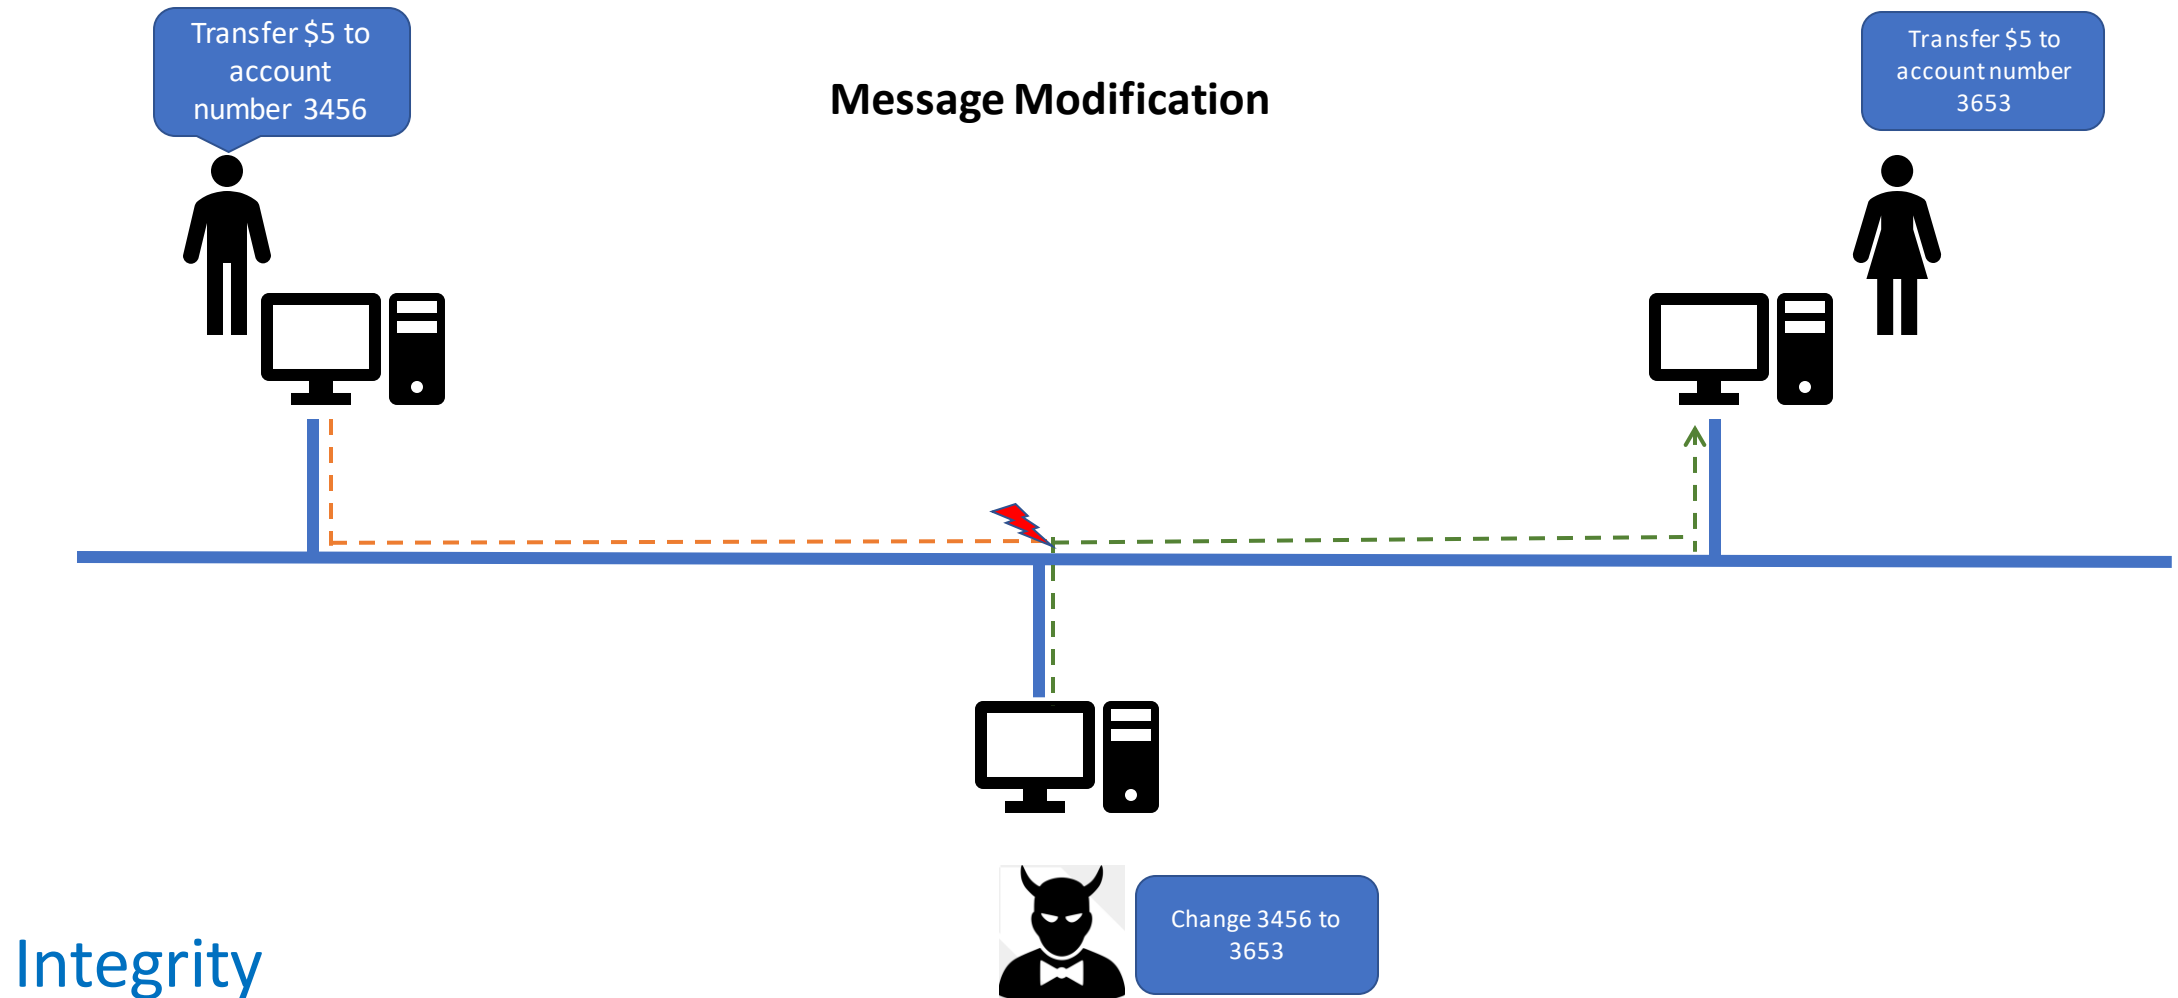 Transfer $5 to
account
number 3456
Message Modification
Transfer $5 to
account number
3653
Change 3456 to
3653
Integrity